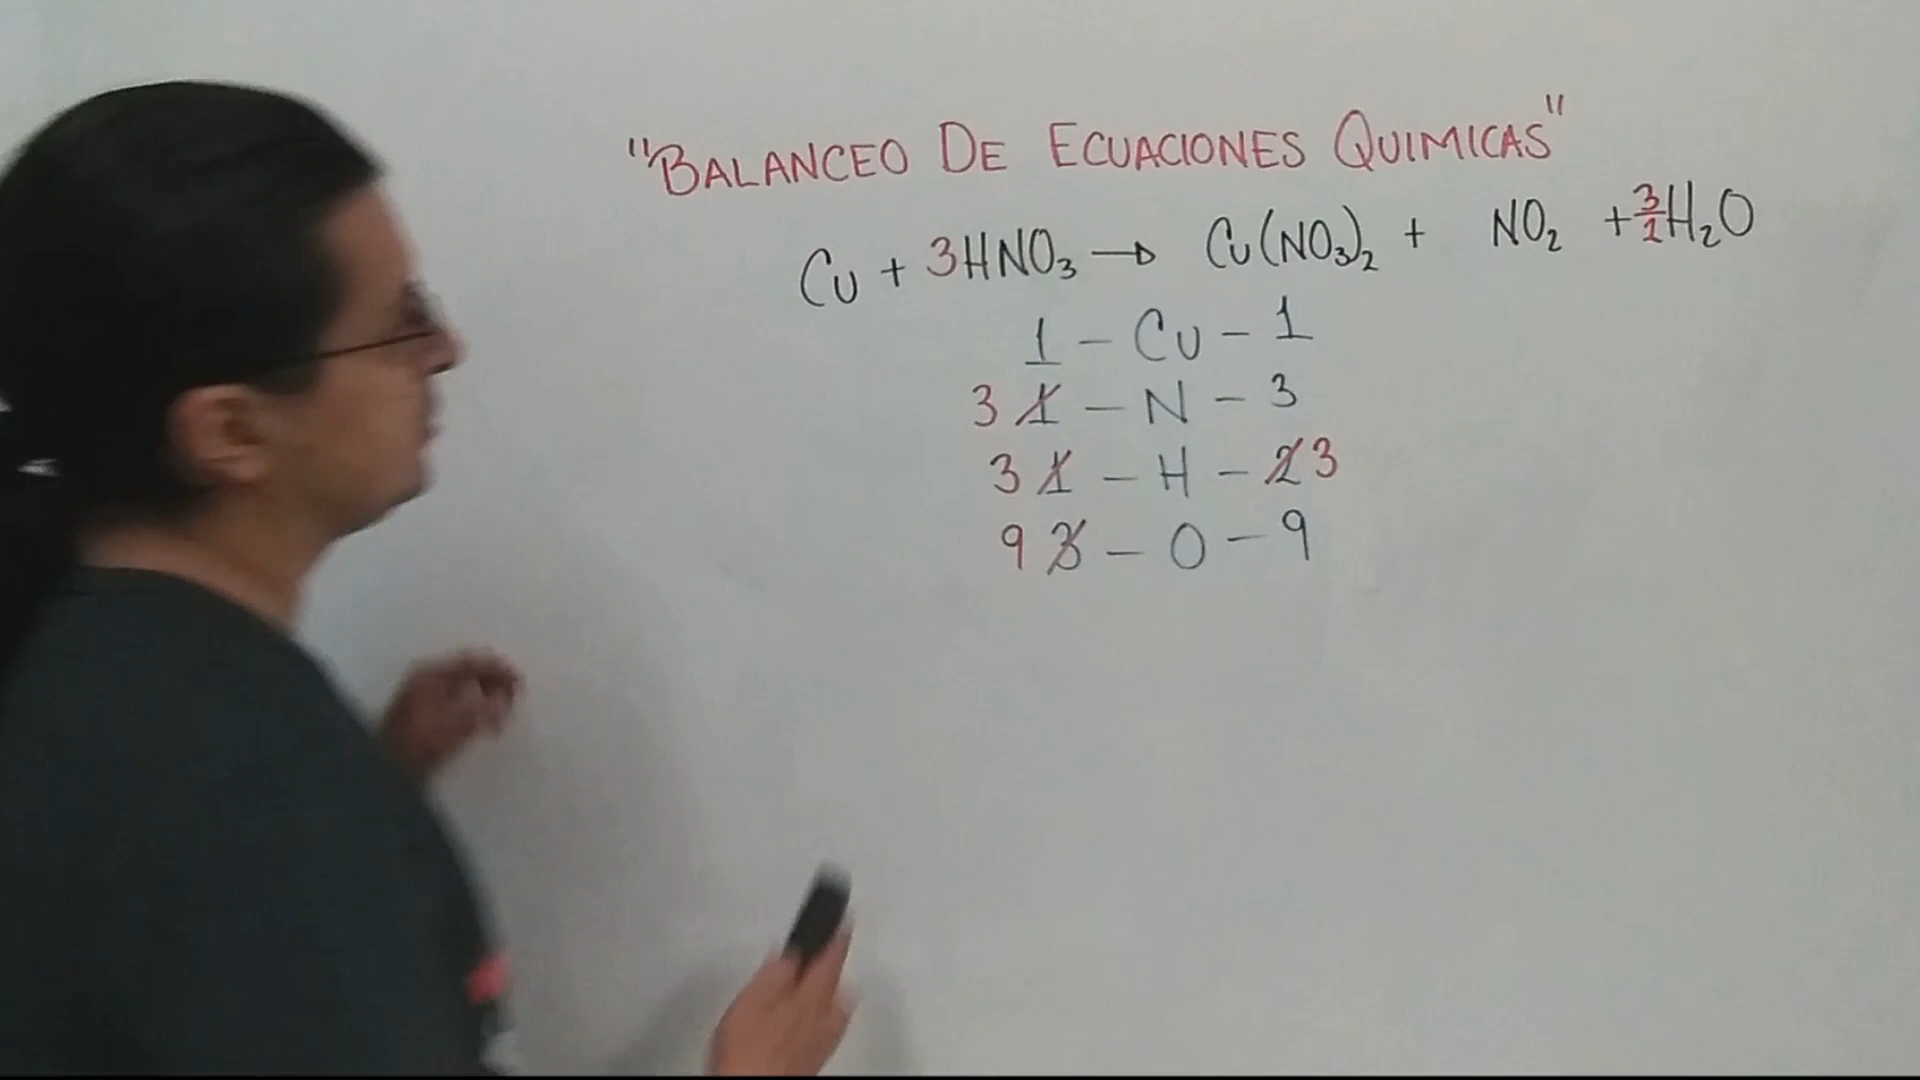 "BALANCEO DE ECUACIONES QUIMICAS"
Cu + 3HNO₃ → Cu(NO₃)₂ + NO₂ + 3/2 H₂O
1 - Cu - 1
3 1 - N - 3
3 1 - H - 2 3
9 3 - O - 9